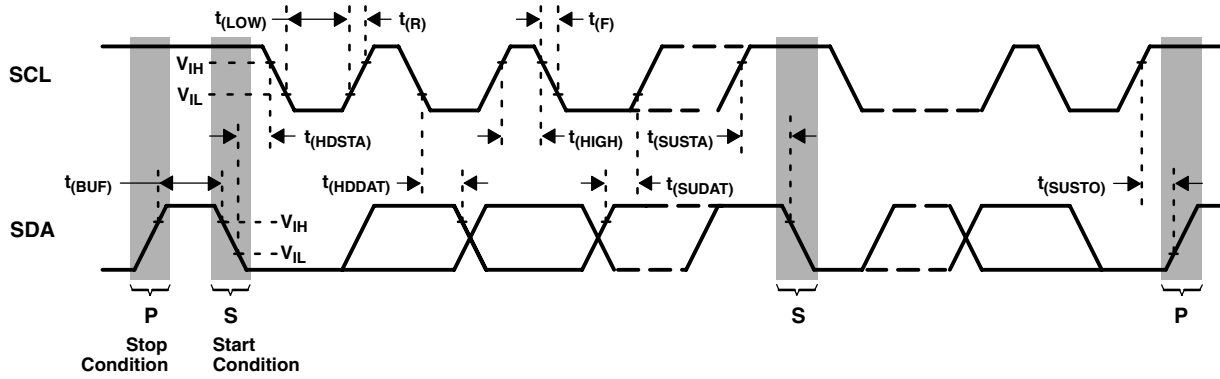 t(LOW)
t(R)
t(F)
SCL
VIH
VIL
t(HDSTA)
t(HIGH)
t(SUSTA)
t(BUF)
t(HDDAT)
t(SUDAT)
t(SUSTO)
SDA
VIH
VIL
P
S
S
P
Stop
Condition
Start
Condition